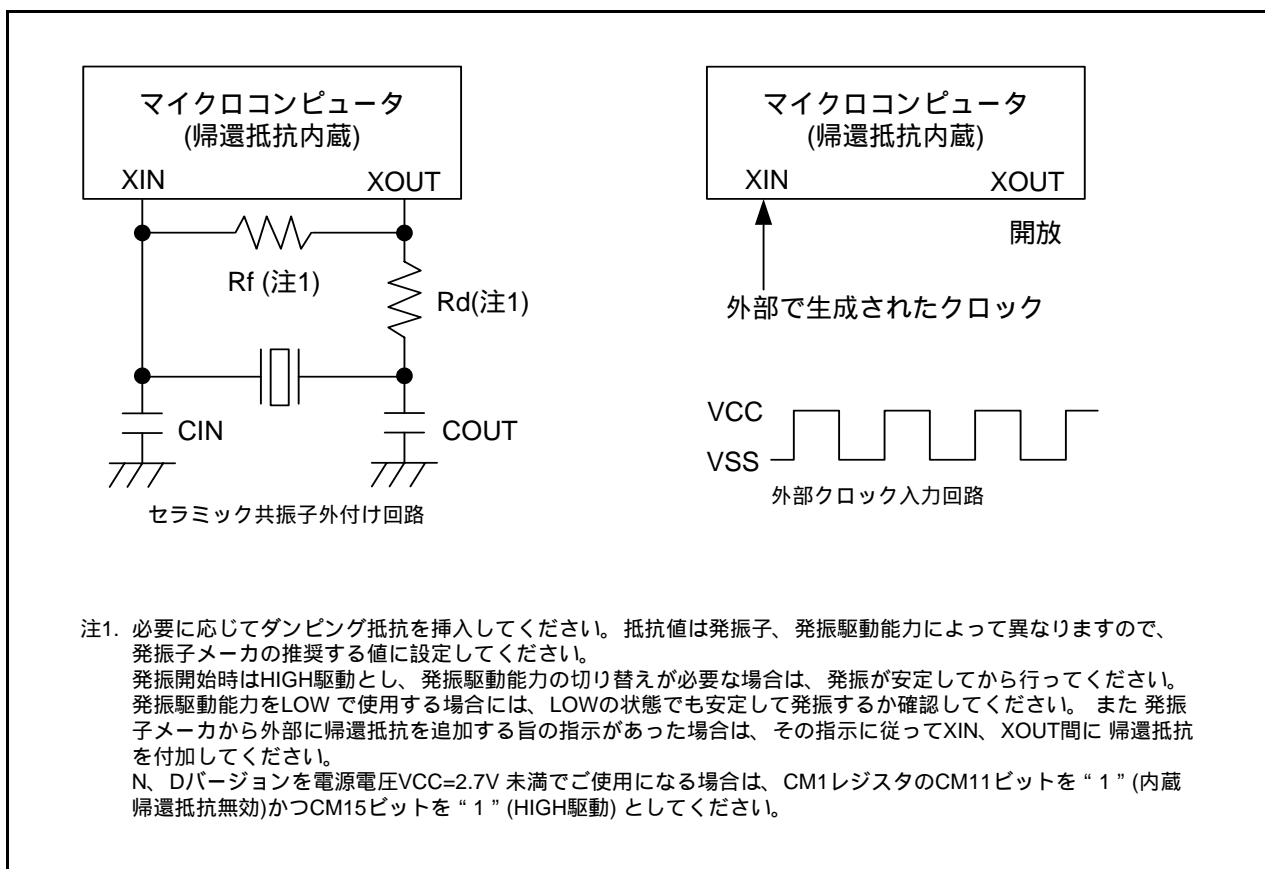 マイクロコンピュータ
(帰還抵抗内蔵)
XIN
XOUT
Rf (注1)
Rd(注1)
CIN
COUT
セラミック共振子外付け回路
マイクロコンピュータ
(帰還抵抗内蔵)
XIN
XOUT
開放
外部で生成されたクロック
VCC
VSS
外部クロック入力回路
注1. 必要に応じてダンピング抵抗を挿入してください。抵抗値は発振子、発振駆動能力によって異なりますので、
発振子メーカの推奨する値に設定してください。
発振開始時はHIGH駆動とし、発振駆動能力の切り替えが必要な場合は、発振が安定してから行ってください。
発振駆動能力をLOW で使用する場合には、LOWの状態でも安定して発振するか確認してください。 また 発振
子メーカから外部に帰還抵抗を追加する旨の指示があった場合は、その指示に従ってXIN、XOUT間に 帰還抵抗
を付加してください。
N、Dバージョンを電源電圧VCC=2.7V 未満でご使用になる場合は、CM1レジスタのCM11ビットを “ 1 ” (内蔵
帰還抵抗無効)かつCM15ビットを “ 1 ” (HIGH駆動) としてください。